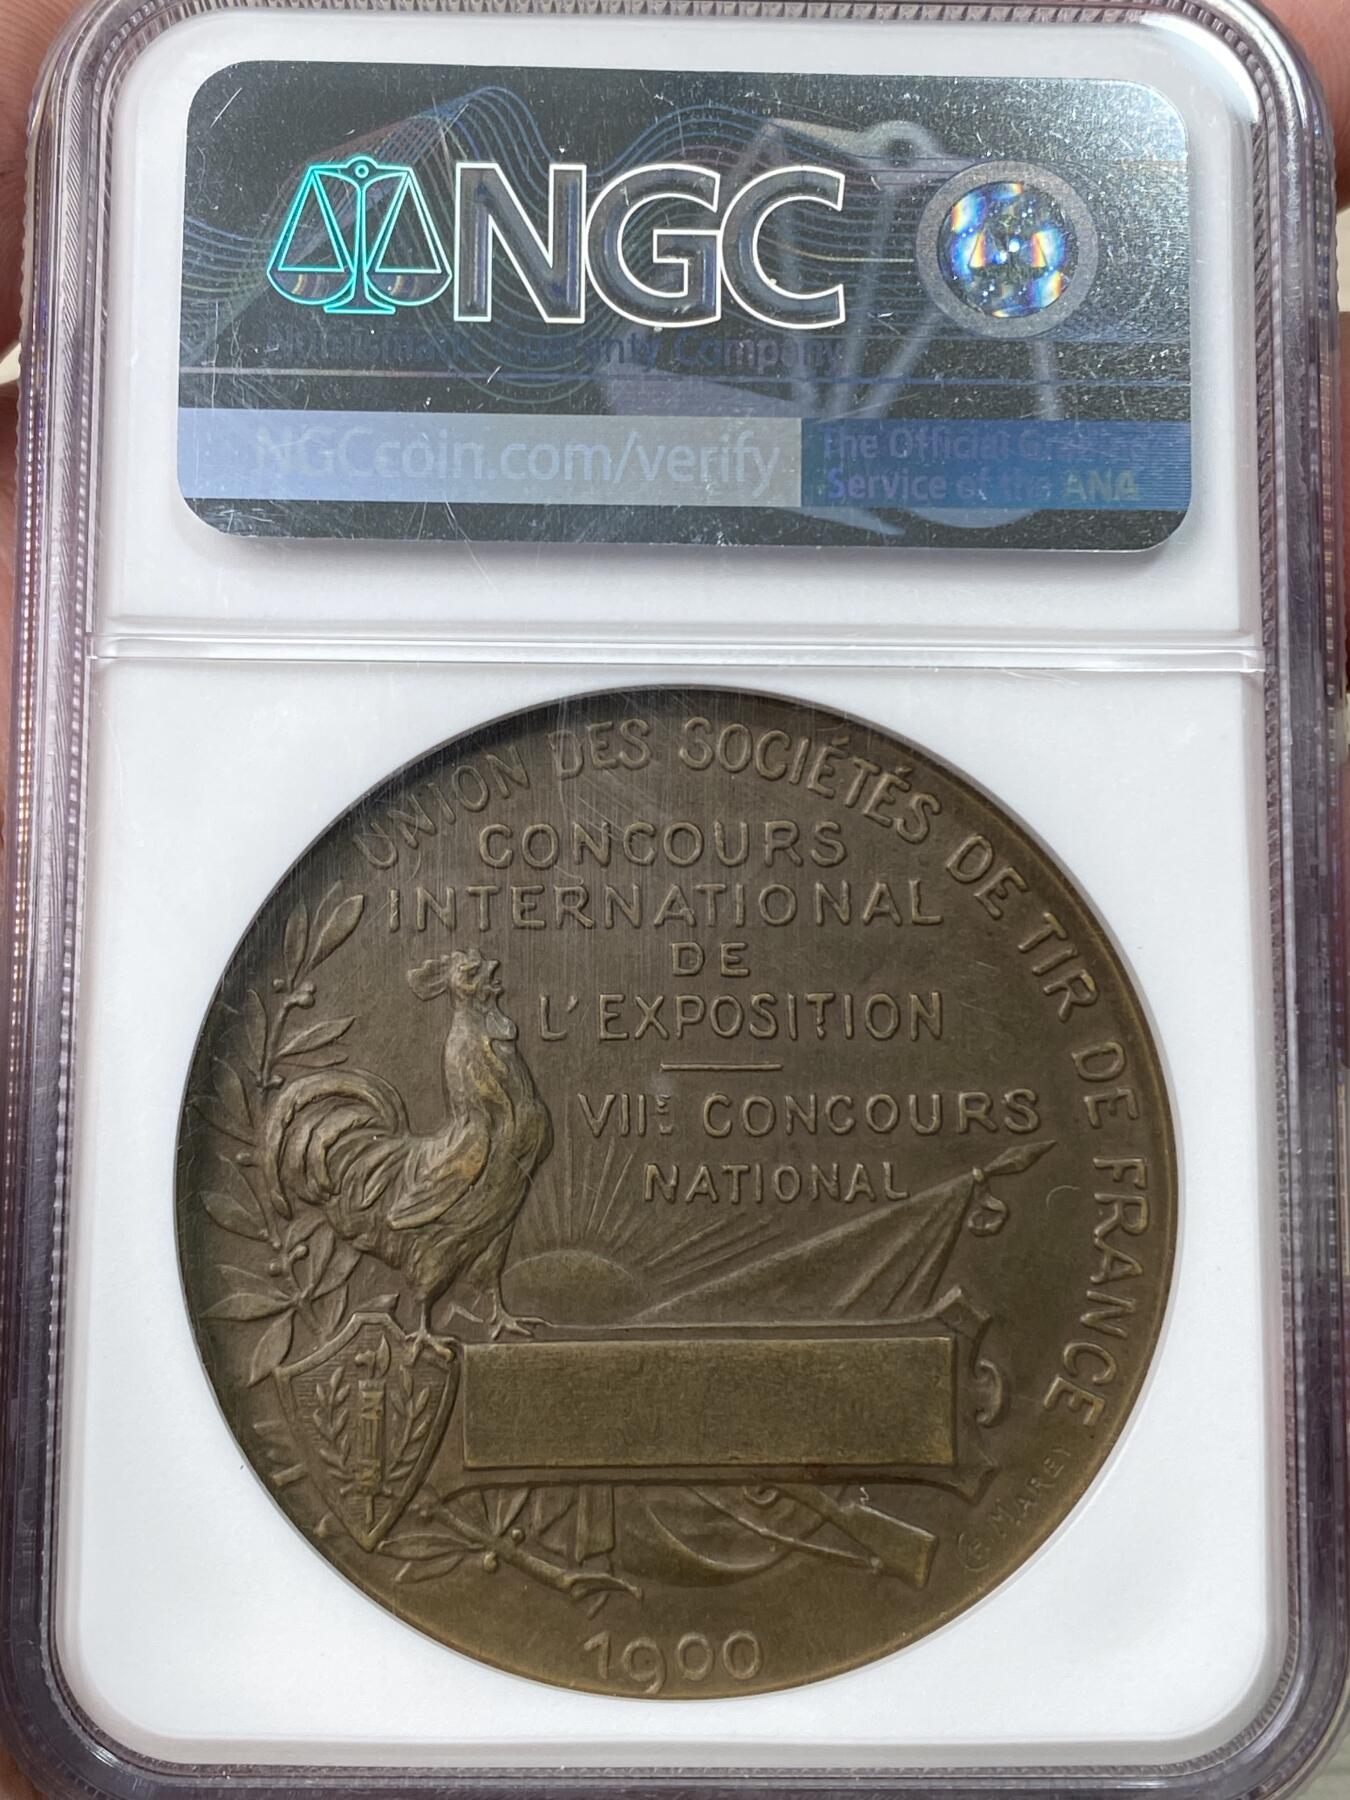 NGC
Numismatic Guaranty Company
NGCcoin.com/verify
The Official Grading
Service of the ANA
UNION DES SOCIÉTÉS DE TIR DE FRANCE
CONCOURS
INTERNATIONAL
DE
L'EXPOSITION
VIIE CONCOURS
NATIONAL
C. MAREY
1900